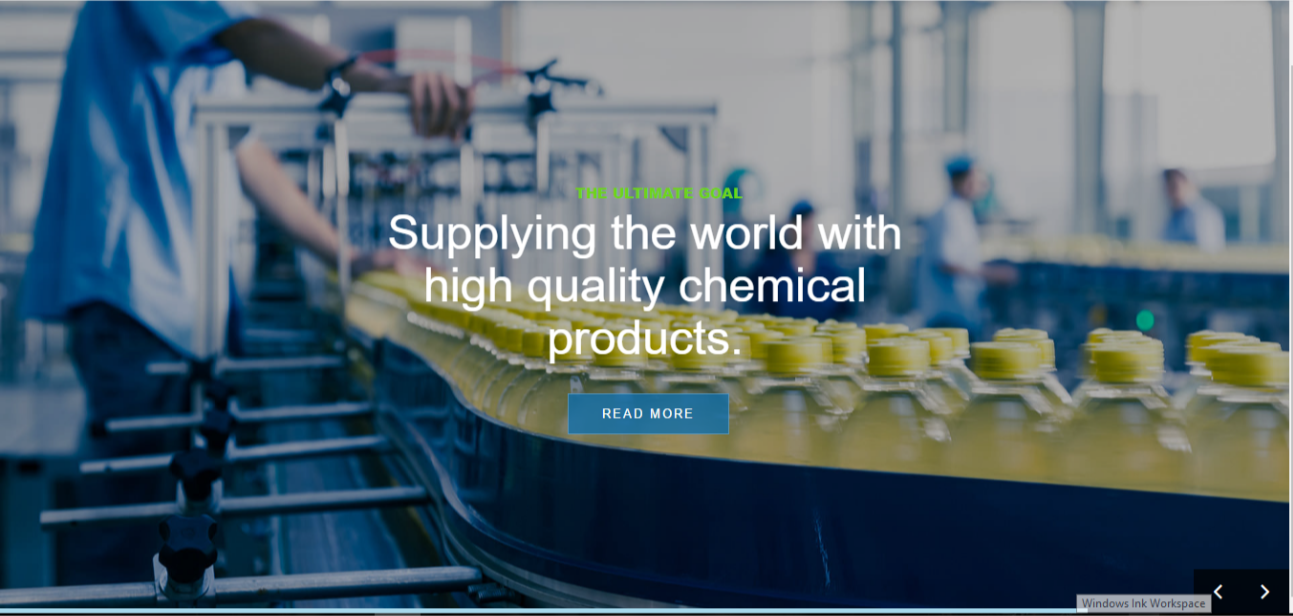 THE ULTIMATE GOAL
Supplying the world with
high quality chemical
products.
READ MORE
Windows Ink Workspace